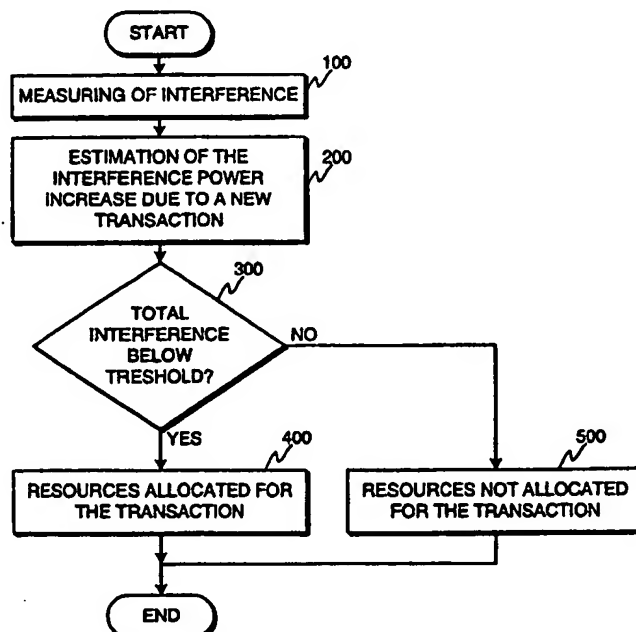 START
100
MEASURING OF INTERFERENCE
200
ESTIMATION OF THE
INTERFERENCE POWER
INCREASE DUE TO A NEW
TRANSACTION
300
TOTAL
INTERFERENCE
BELOW
TRESHOLD?
NO
YES
400
RESOURCES ALLOCATED FOR
THE TRANSACTION
500
RESOURCES NOT ALLOCATED
FOR THE TRANSACTION
END